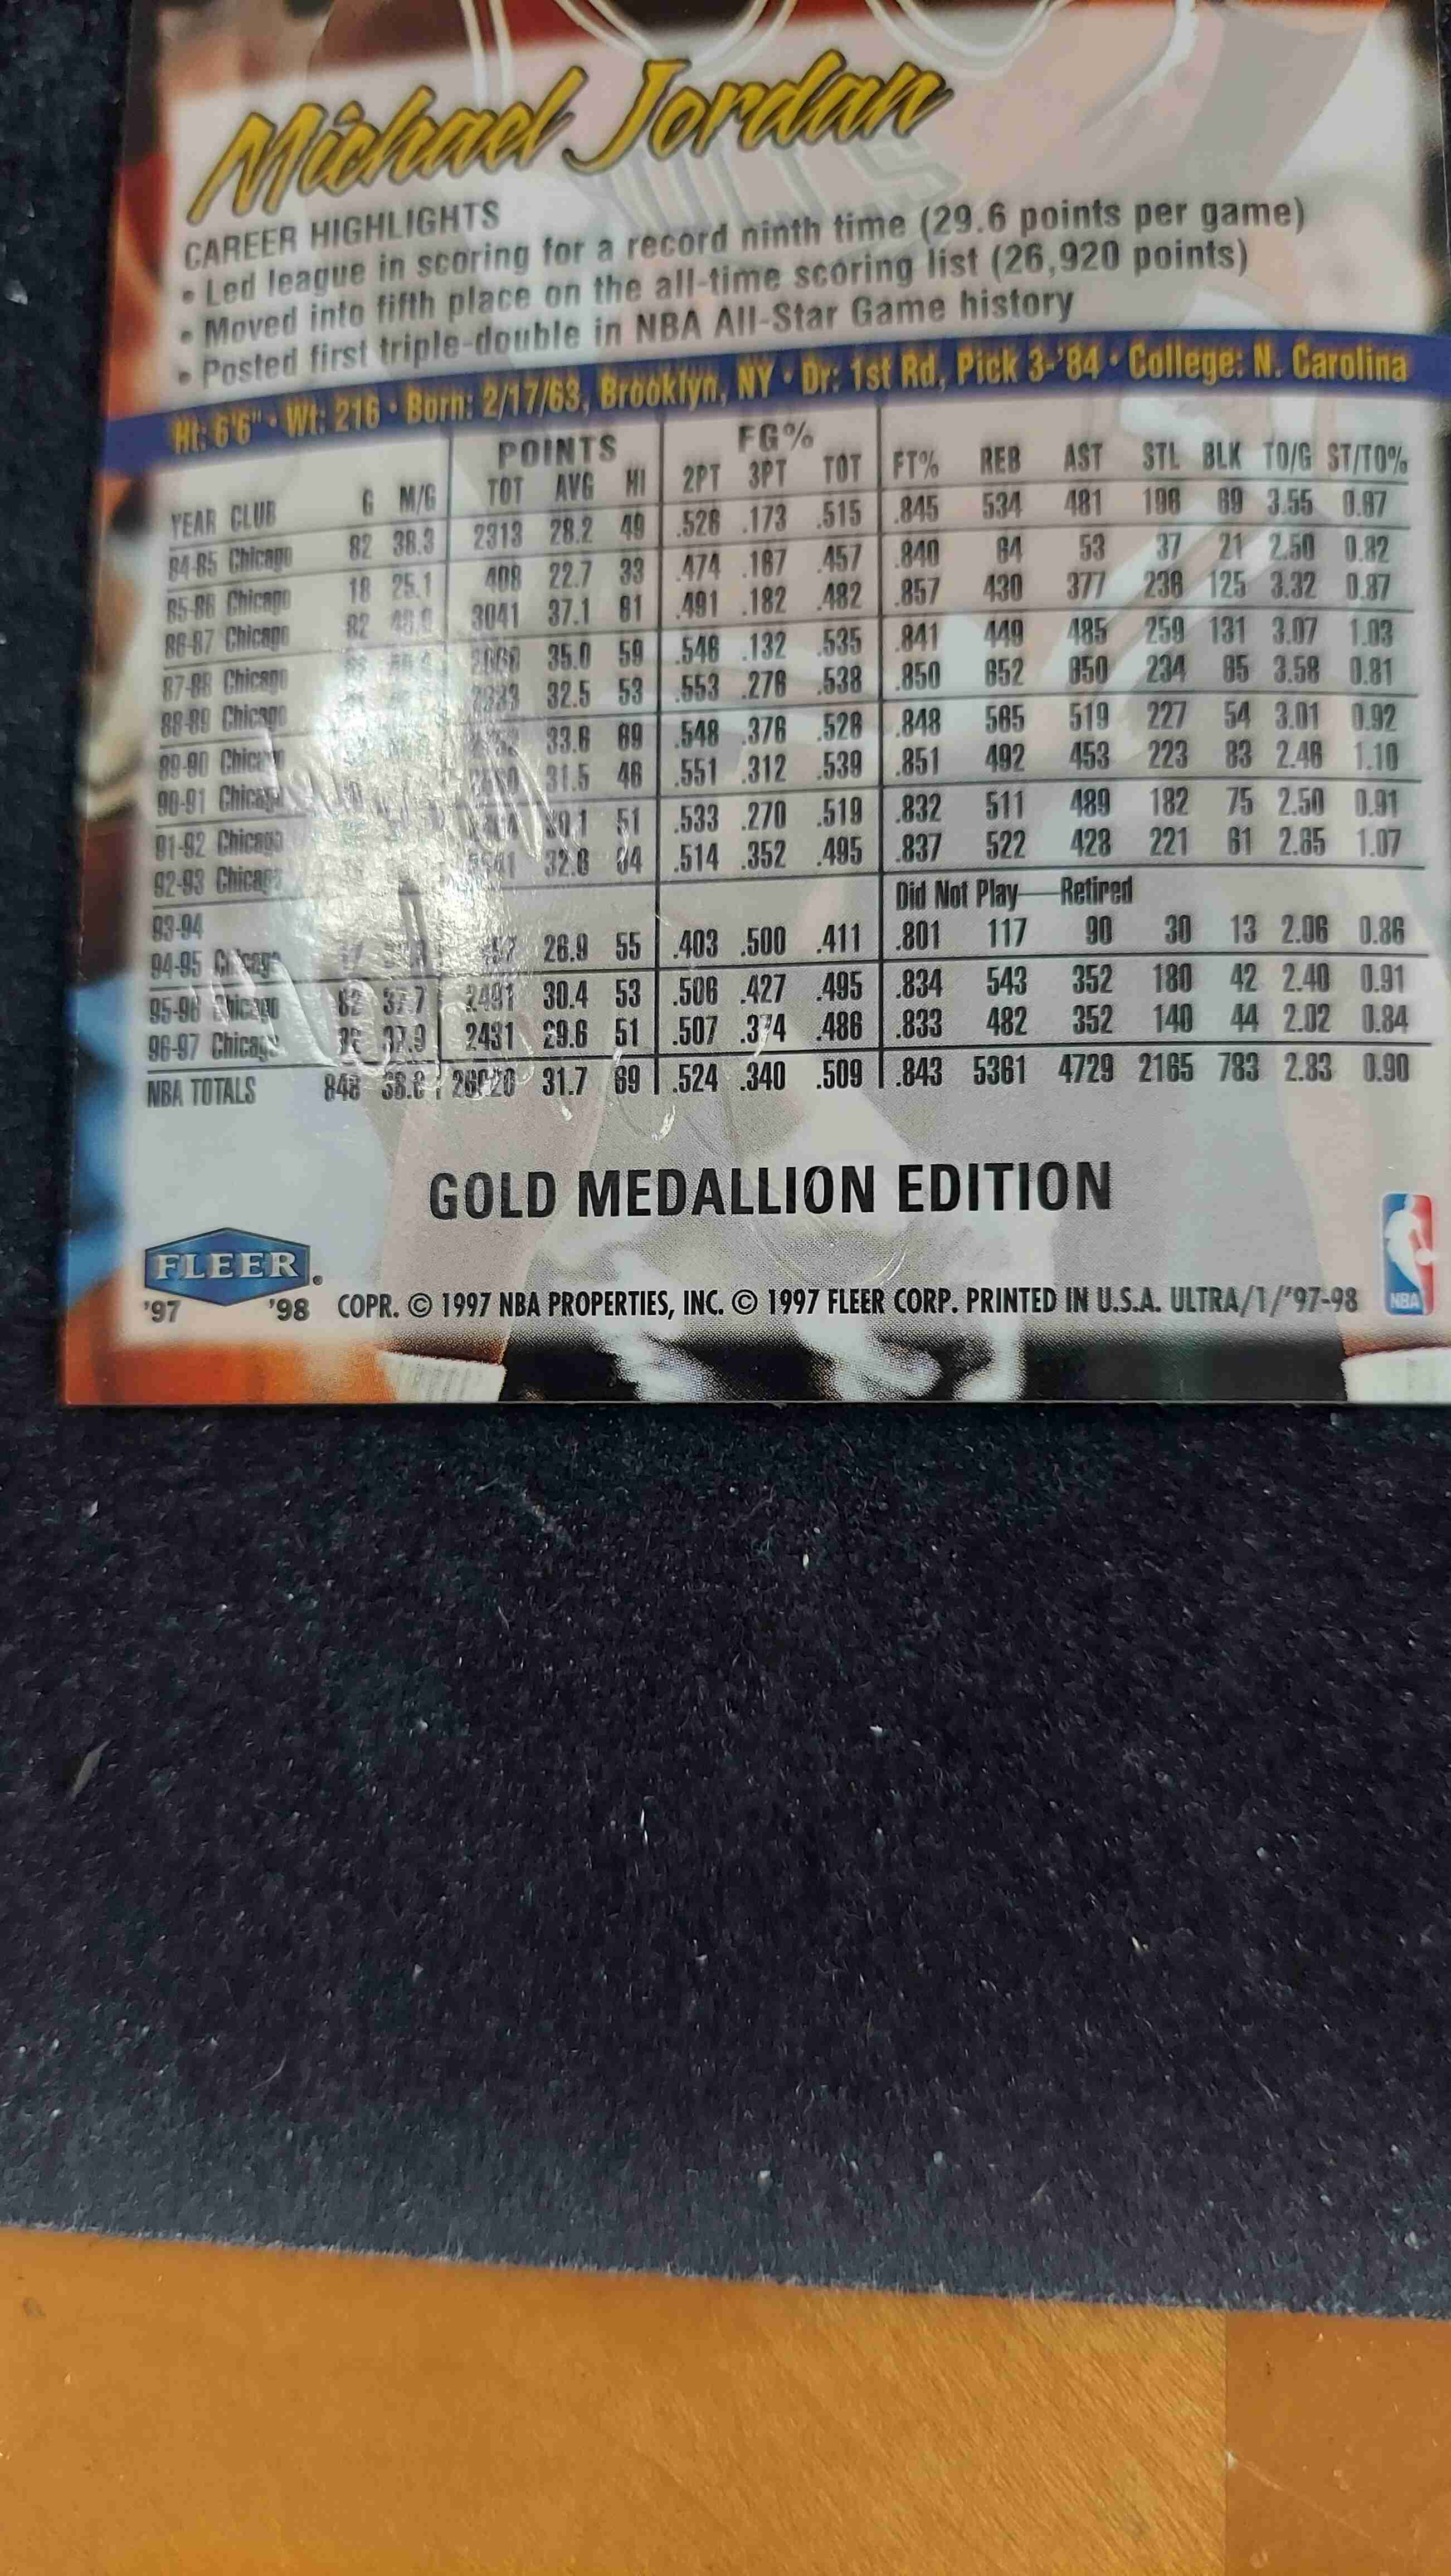 Michael Jordan
CAREER HIGHLIGHTS
• Led league in scoring for a record ninth time (29.6 points per game)
• Moved into fifth place on the all-time scoring list (26,920 points)
• Posted first triple-double in NBA All-Star Game history
Ht: 6'6" • Wt: 216 • Born: 2/17/63, Brooklyn, NY • Dr: 1st Rd, Pick 3-'84 • College: N. Carolina
POINTS FG%
YEAR CLUB G M/G TOT AVG HI 2PT 3PT TOT FT% REB AST STL BLK TO/G ST/TO%
84-85 Chicago 82 38.3 2313 28.2 49 .526 .173 .515 .845 534 481 196 69 3.55 0.67
85-86 Chicago 18 25.1 408 22.7 33 .474 .167 .457 .840 64 53 37 21 2.50 0.82
86-87 Chicago 82 3041 37.1 61 .491 .182 .482 .857 430 377 236 125 3.32 0.87
87-88 Chicago 35.0 59 .546 .132 .535 .841 449 485 259 131 3.07 1.03
88-89 Chicago 32.5 53 .553 .276 .538 .850 652 650 234 65 3.58 0.81
89-90 Chicago 33.6 69 .548 .376 .526 .848 565 519 227 54 3.01 0.92
90-91 Chicago 31.5 46 .551 .312 .539 .851 492 453 223 83 2.46 1.10
91-92 Chicago 51 .533 .270 .519 .832 511 489 182 75 2.50 0.91
92-93 Chicago 32.6 64 .514 .352 .495 .837 522 428 221 61 2.65 1.07
93-94 Did Not Play—Retired
94-95 Chicago 26.9 55 .403 .500 .411 .801 117 90 30 13 2.06 0.86
95-96 Chicago 82 37.7 2491 30.4 53 .506 .427 .495 .834 543 352 180 42 2.40 0.91
96-97 Chicago 37.9 2431 29.6 51 .507 .374 .486 .833 482 352 140 44 2.02 0.84
NBA TOTALS 848 26920 31.7 69 .524 .340 .509 .843 5361 4729 2165 783 2.83 0.90
GOLD MEDALLION EDITION
FLEER
'97 '98 COPR. © 1997 NBA PROPERTIES, INC. © 1997 FLEER CORP. PRINTED IN U.S.A. ULTRA/1/'97-98
NBA